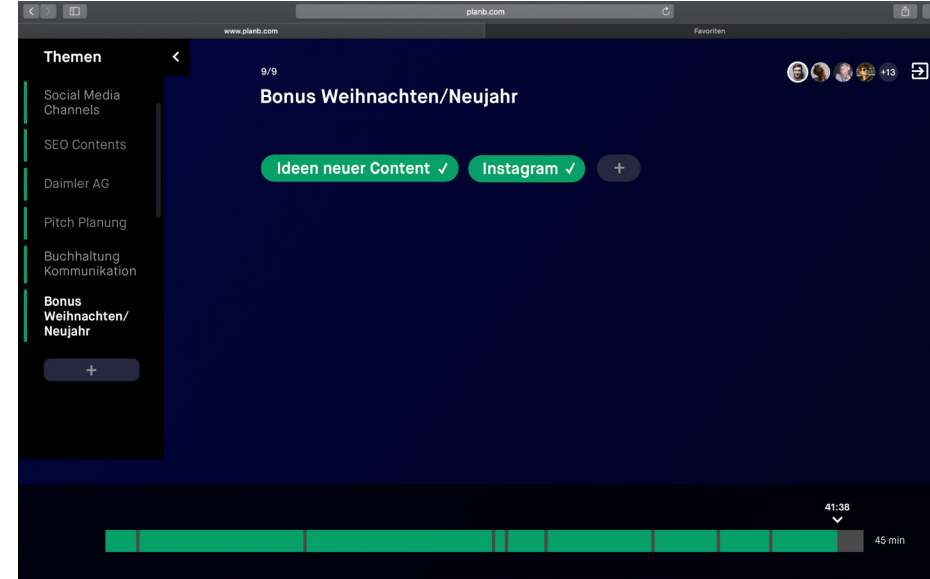 planb.com
www.planb.com
Favoriten
Themen
Social Media
Channels
SEO Contents
Daimler AG
Pitch Planung
Buchhaltung
Kommunikation
Bonus
Weihnachten/
Neujahr
+
9/9
Bonus Weihnachten/Neujahr
+13
Ideen neuer Content ✓
Instagram ✓
+
41:38
45 min